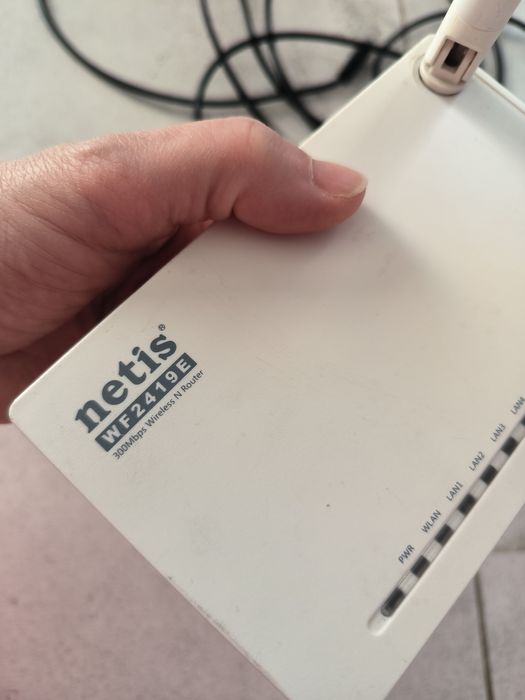 netis®
WF2419E
300Mbps Wireless N Router
PWR
WLAN
LAN1
LAN2
LAN3
LAN4